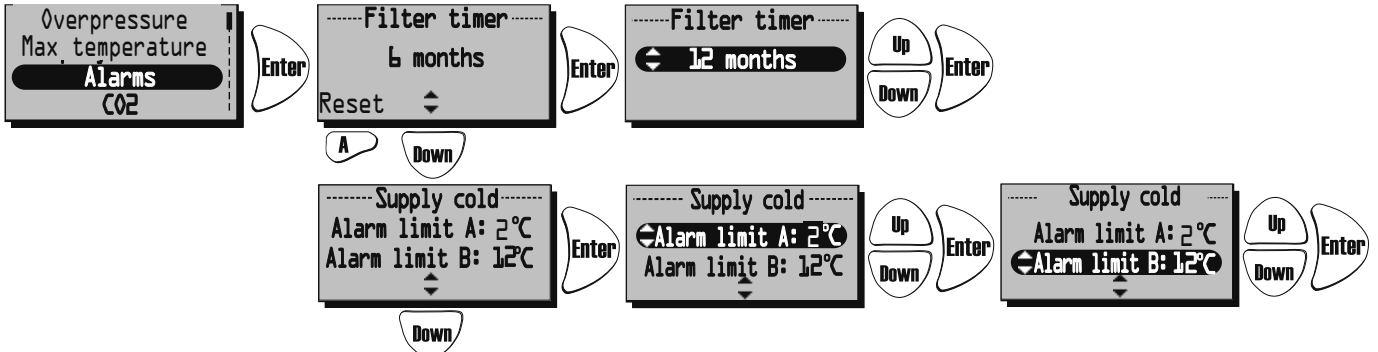 Overpressure
Max temperature
Alarms
CO2
Enter
Filter timer
6 months
Reset
A
Down
Enter
Filter timer
12 months
Up
Down
Enter
Supply cold
Alarm limit A: 2°C
Alarm limit B: 12°C
Down
Enter
Supply cold
Alarm limit A: 2°C
Alarm limit B: 12°C
Up
Down
Enter
Supply cold
Alarm limit A: 2°C
Alarm limit B: 12°C
Up
Down
Enter